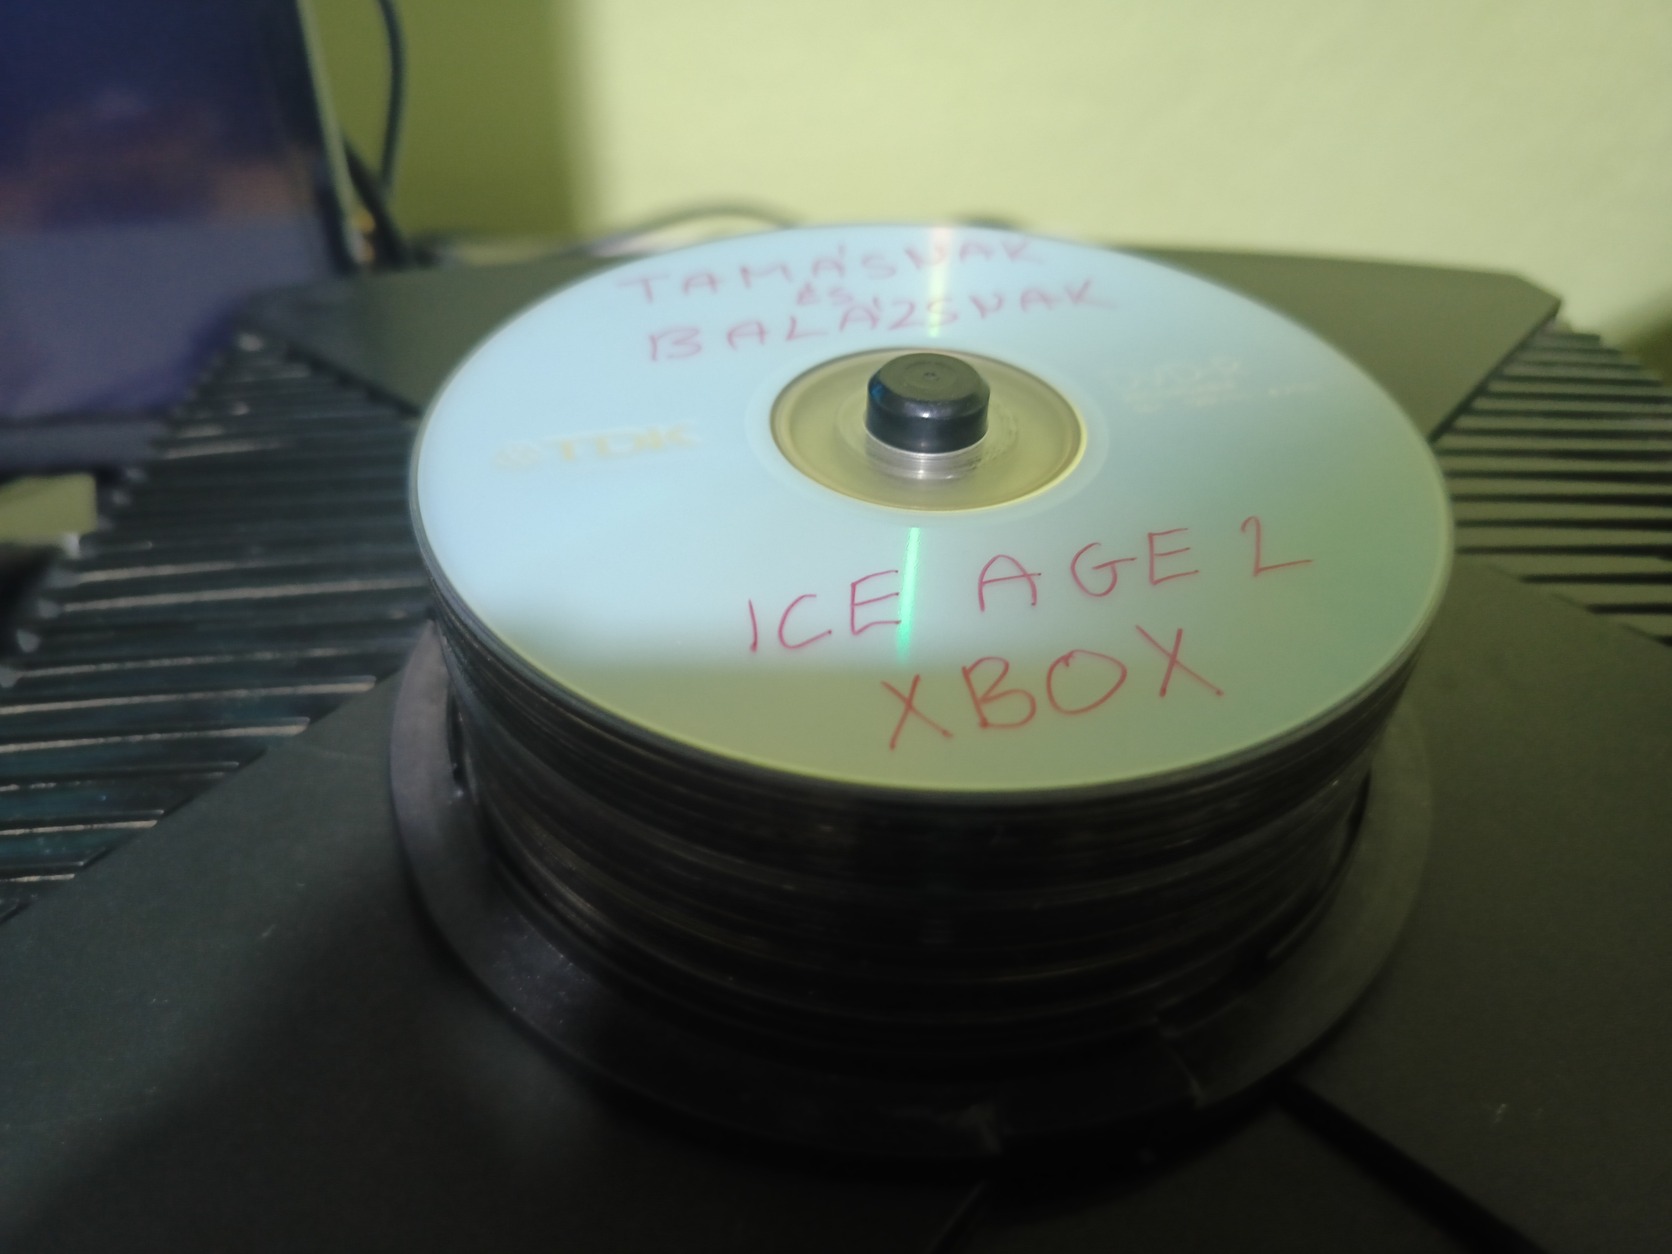 TAMÁSNAK
és
BALÁZSNAK
TDK
ICE AGE 2
XBOX